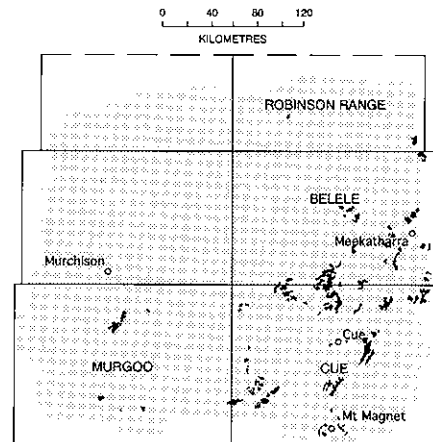 0 40 80 120
KILOMETRES
ROBINSON RANGE
BELELE
Meekatharra
Murchison
Cue
MURGOO
CUE
Mt Magnet